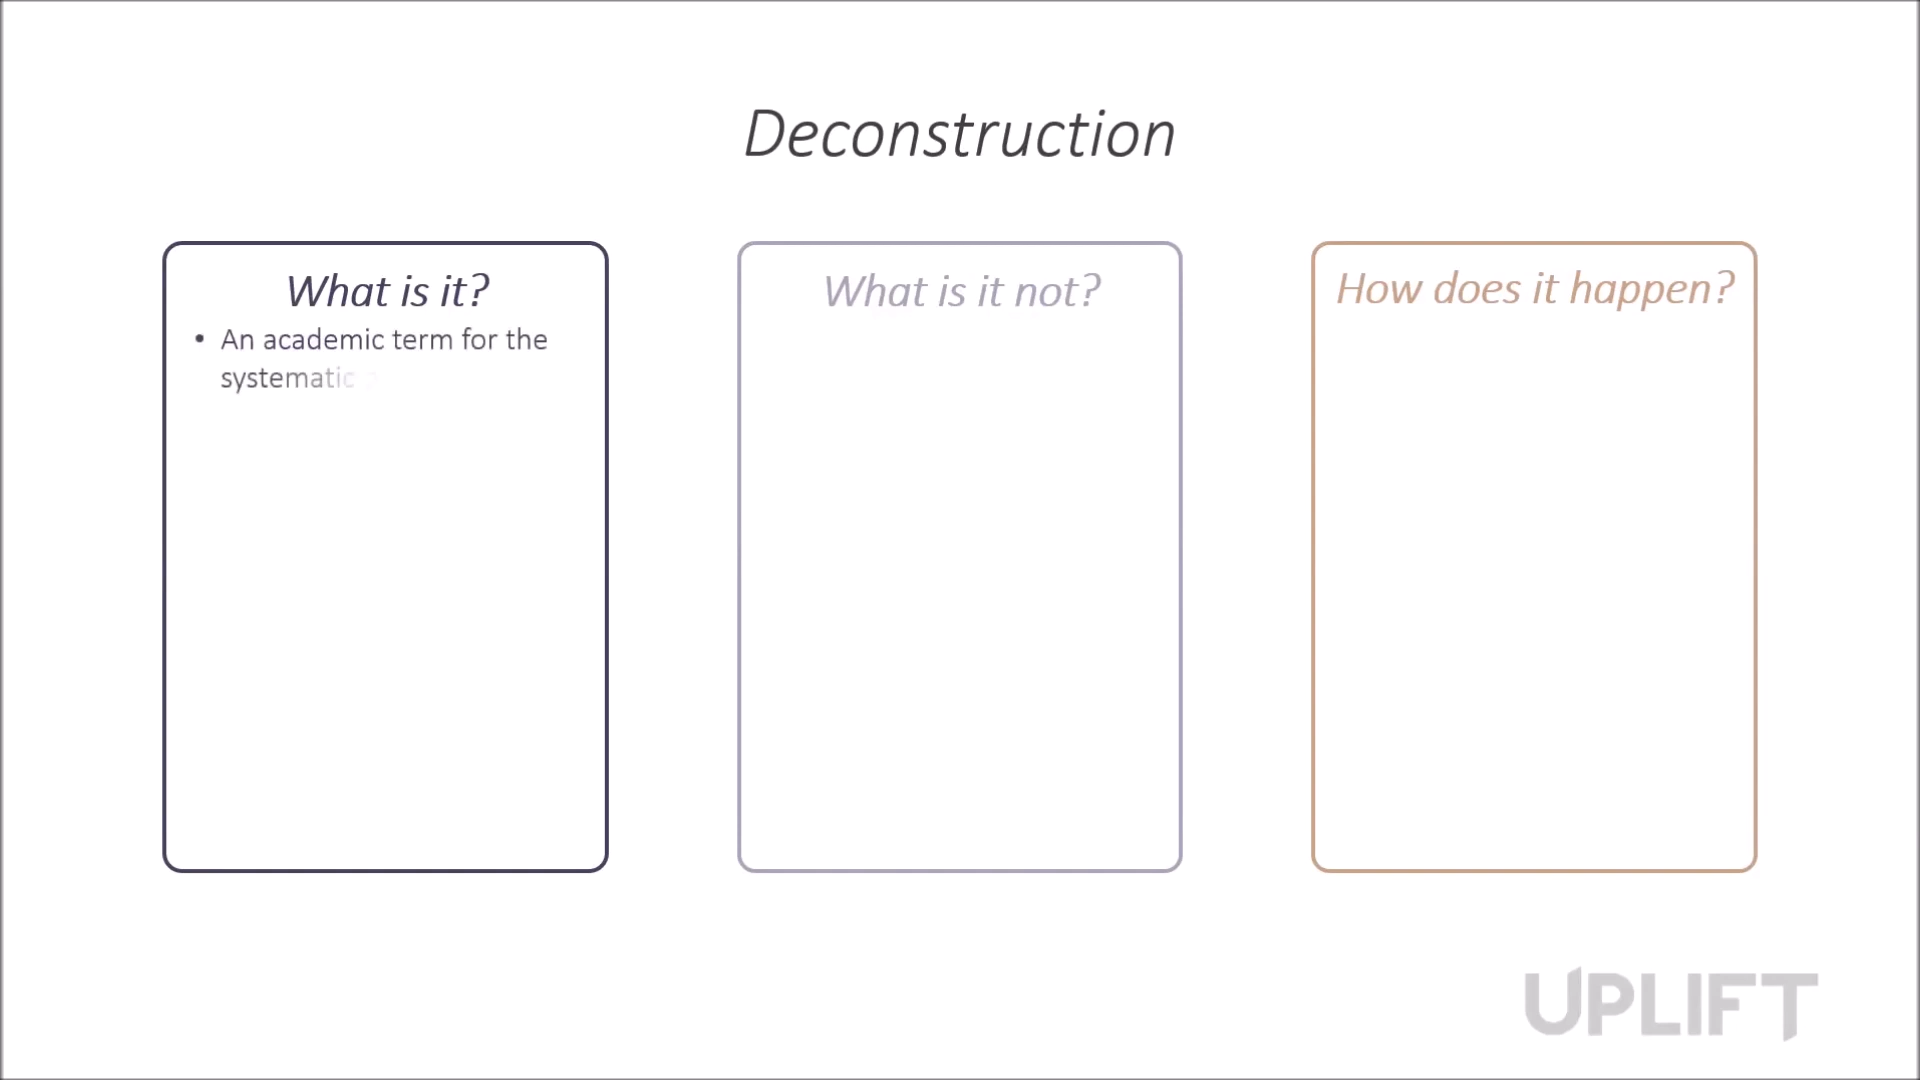 Deconstruction
What is it?
• An academic term for the
systematic
What is it not?
How does it happen?
UPLIFT